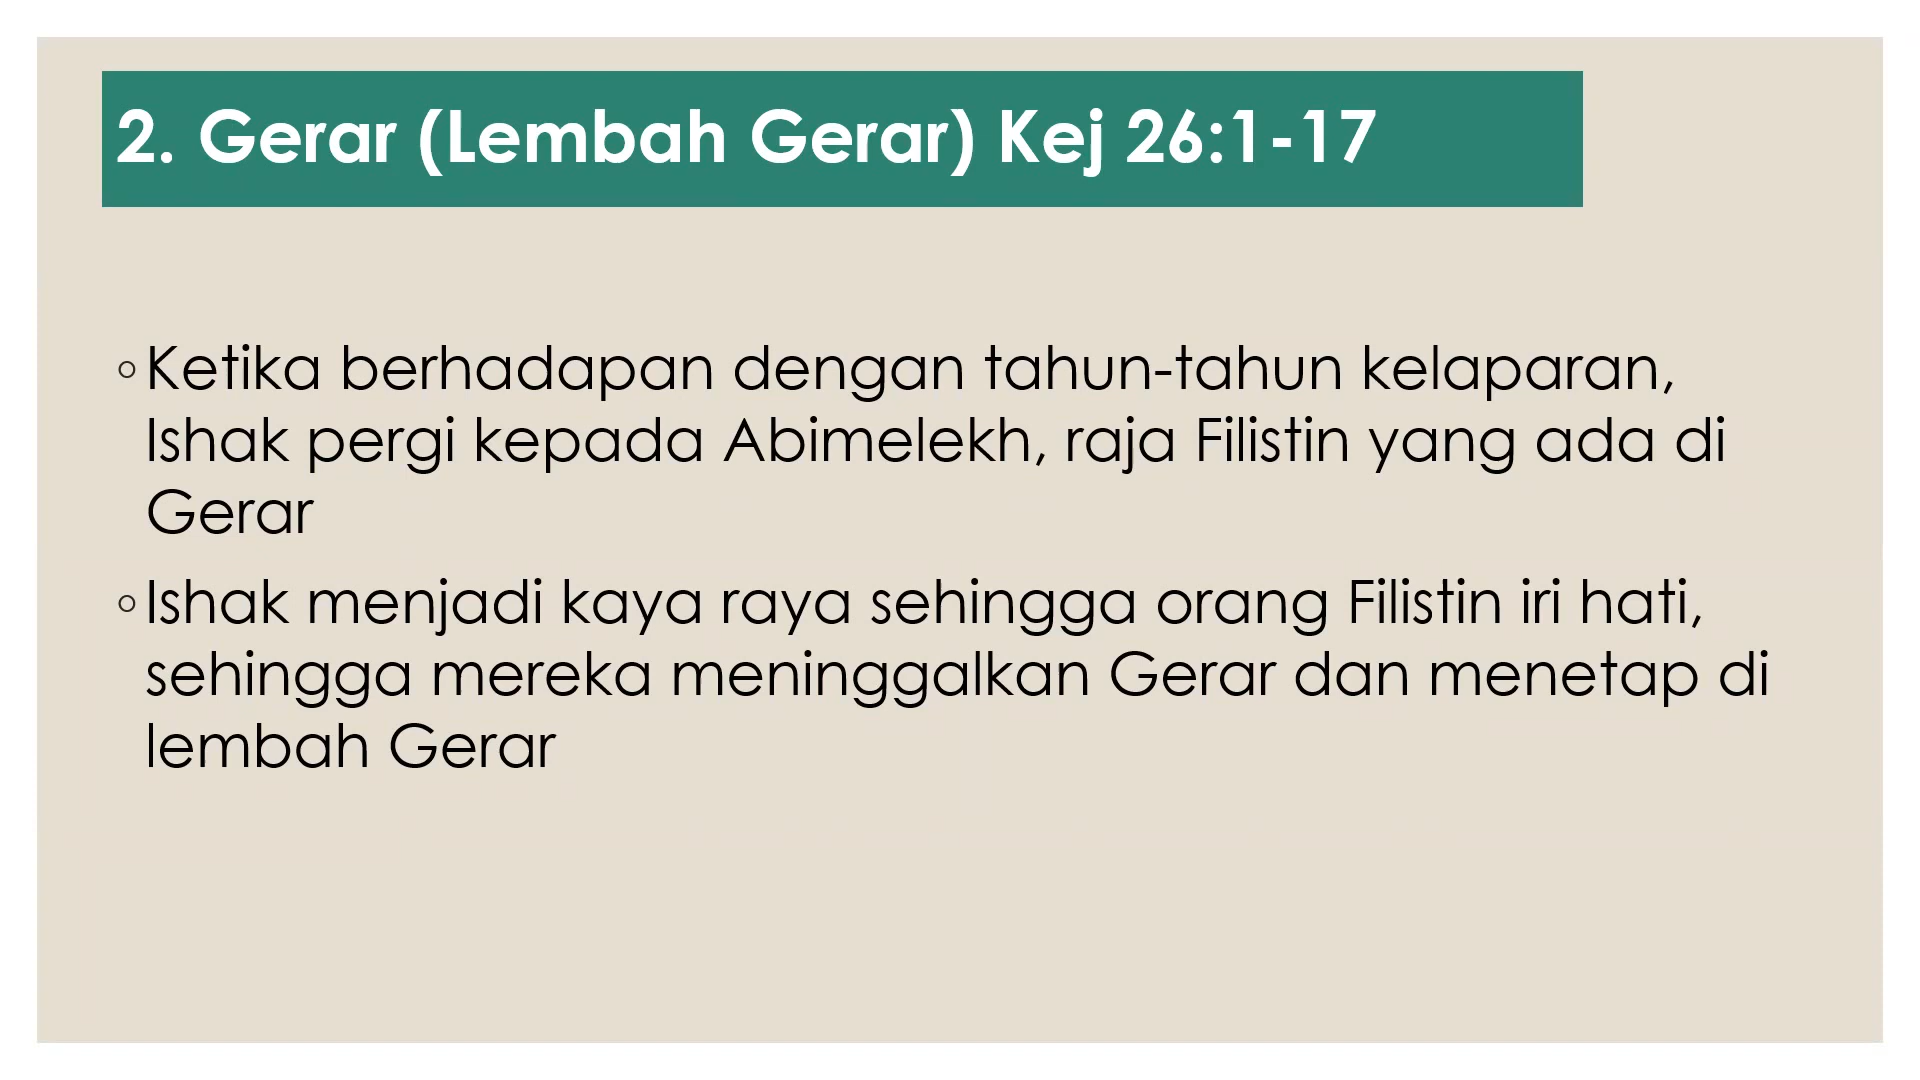 2. Gerar (Lembah Gerar) Kej 26:1-17
◦Ketika berhadapan dengan tahun-tahun kelaparan,
Ishak pergi kepada Abimelekh, raja Filistin yang ada di
Gerar
◦Ishak menjadi kaya raya sehingga orang Filistin iri hati,
sehingga mereka meninggalkan Gerar dan menetap di
lembah Gerar